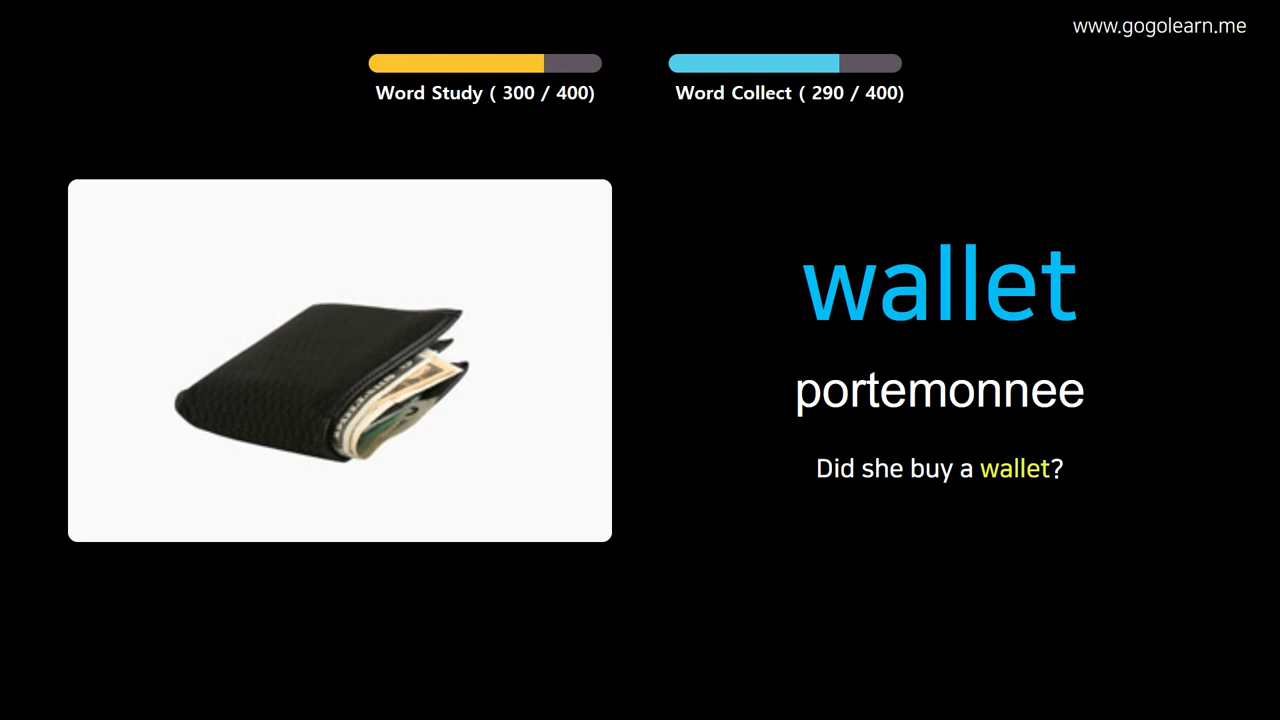 www.gogolearn.me
Word Study ( 300 / 400)
Word Collect ( 290 / 400)
wallet
portemonnee
Did she buy a wallet?